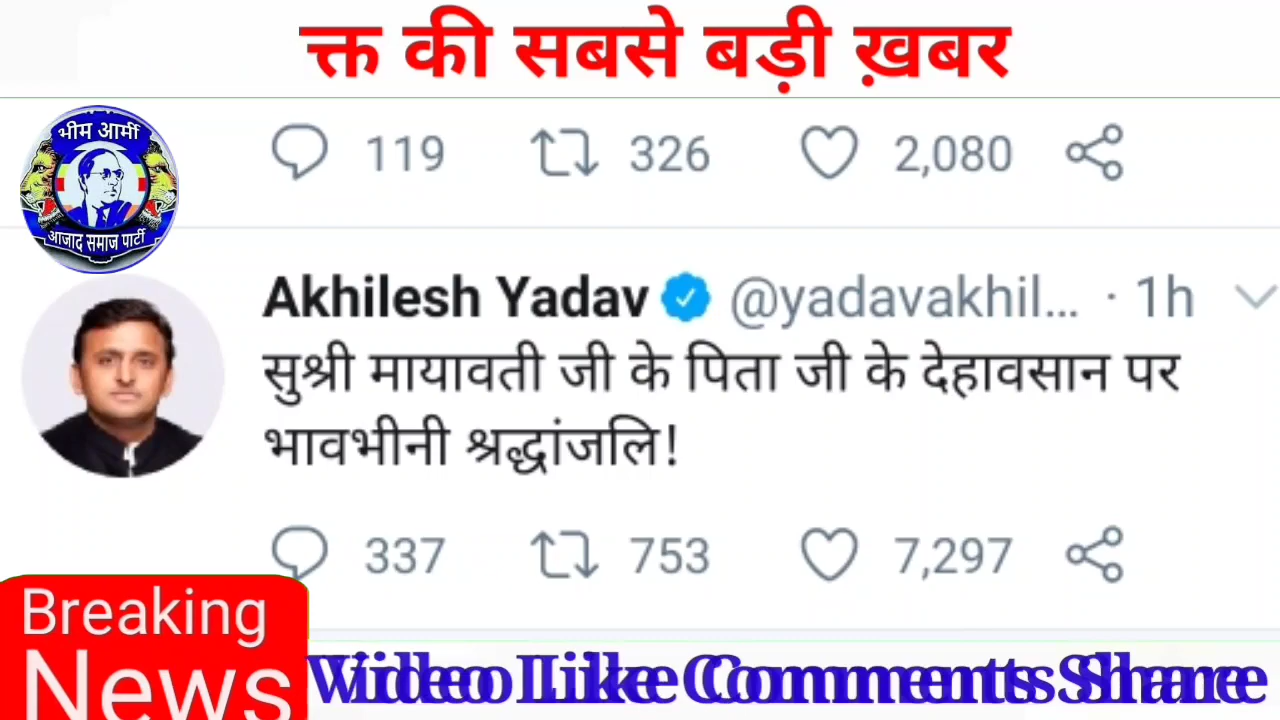 क्त की सबसे बड़ी ख़बर
भीम आर्मी
आजाद समाज पार्टी
119 326 2,080
Akhilesh Yadav @yadavakhil... · 1h
सुश्री मायावती जी के पिता जी के देहावसान पर
भावभीनी श्रद्धांजलि!
337 753 7,297
Breaking
News
Video Like Comments Share